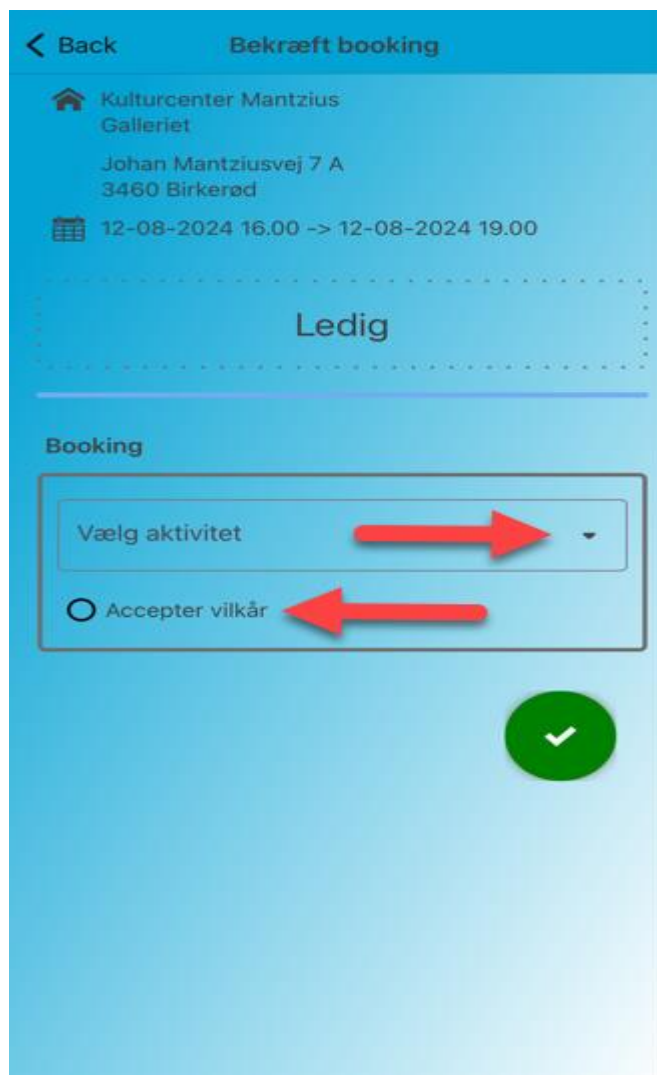 Back
Bekræft booking
Kulturcenter Mantzius
Galleriet
Johan Mantziusvej 7 A
3460 Birkerød
12-08-2024 16.00 -> 12-08-2024 19.00
Ledig
Booking
Vælg aktivitet
Accepter vilkår